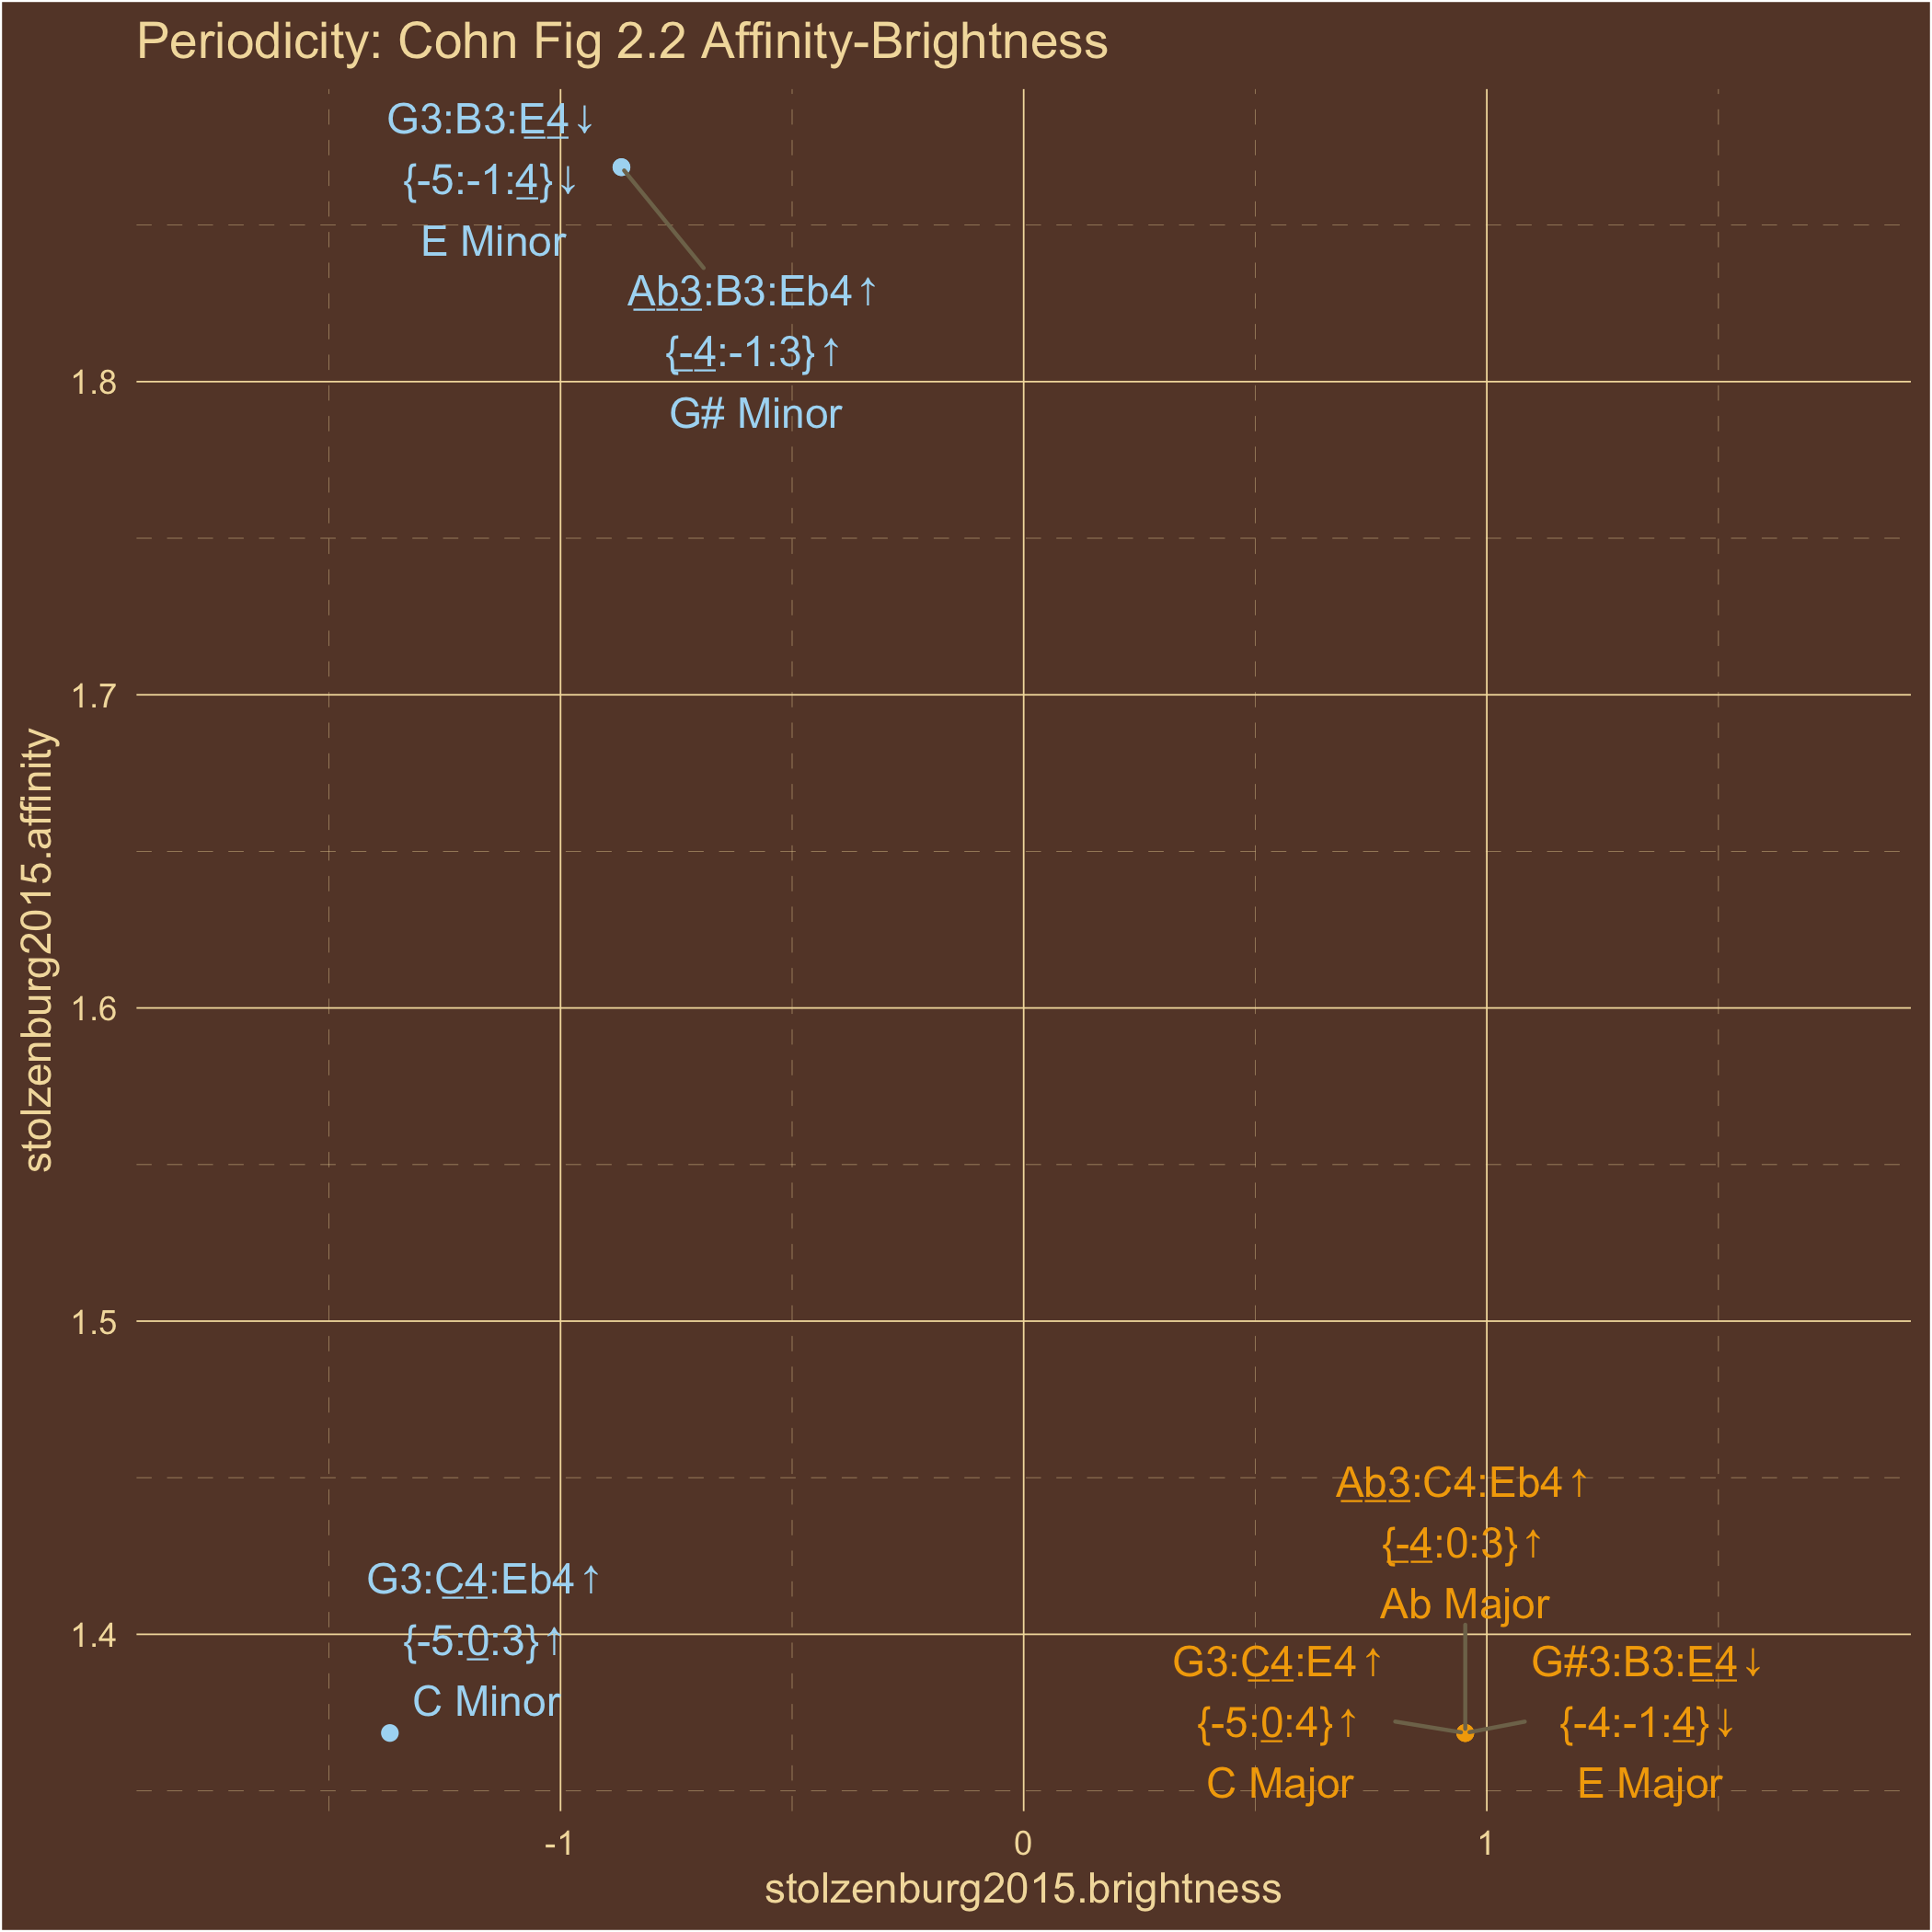 Periodicity: Cohn Fig 2.2 Affinity-Brightness
G3:B3:E4↓
{-5:-1:4}↓
E Minor
Ab3:B3:Eb4↑
{-4:-1:3}↑
G# Minor
1.8
1.7
1.6
1.5
1.4
stolzenburg2015.affinity
G3:C4:Eb4↑
{-5:0:3}↑
C Minor
Ab3:C4:Eb4↑
{-4:0:3}↑
Ab Major
G3:C4:E4↑
{-5:0:4}↑
C Major
G#3:B3:E4↓
{-4:-1:4}↓
E Major
-1 0 1
stolzenburg2015.brightness